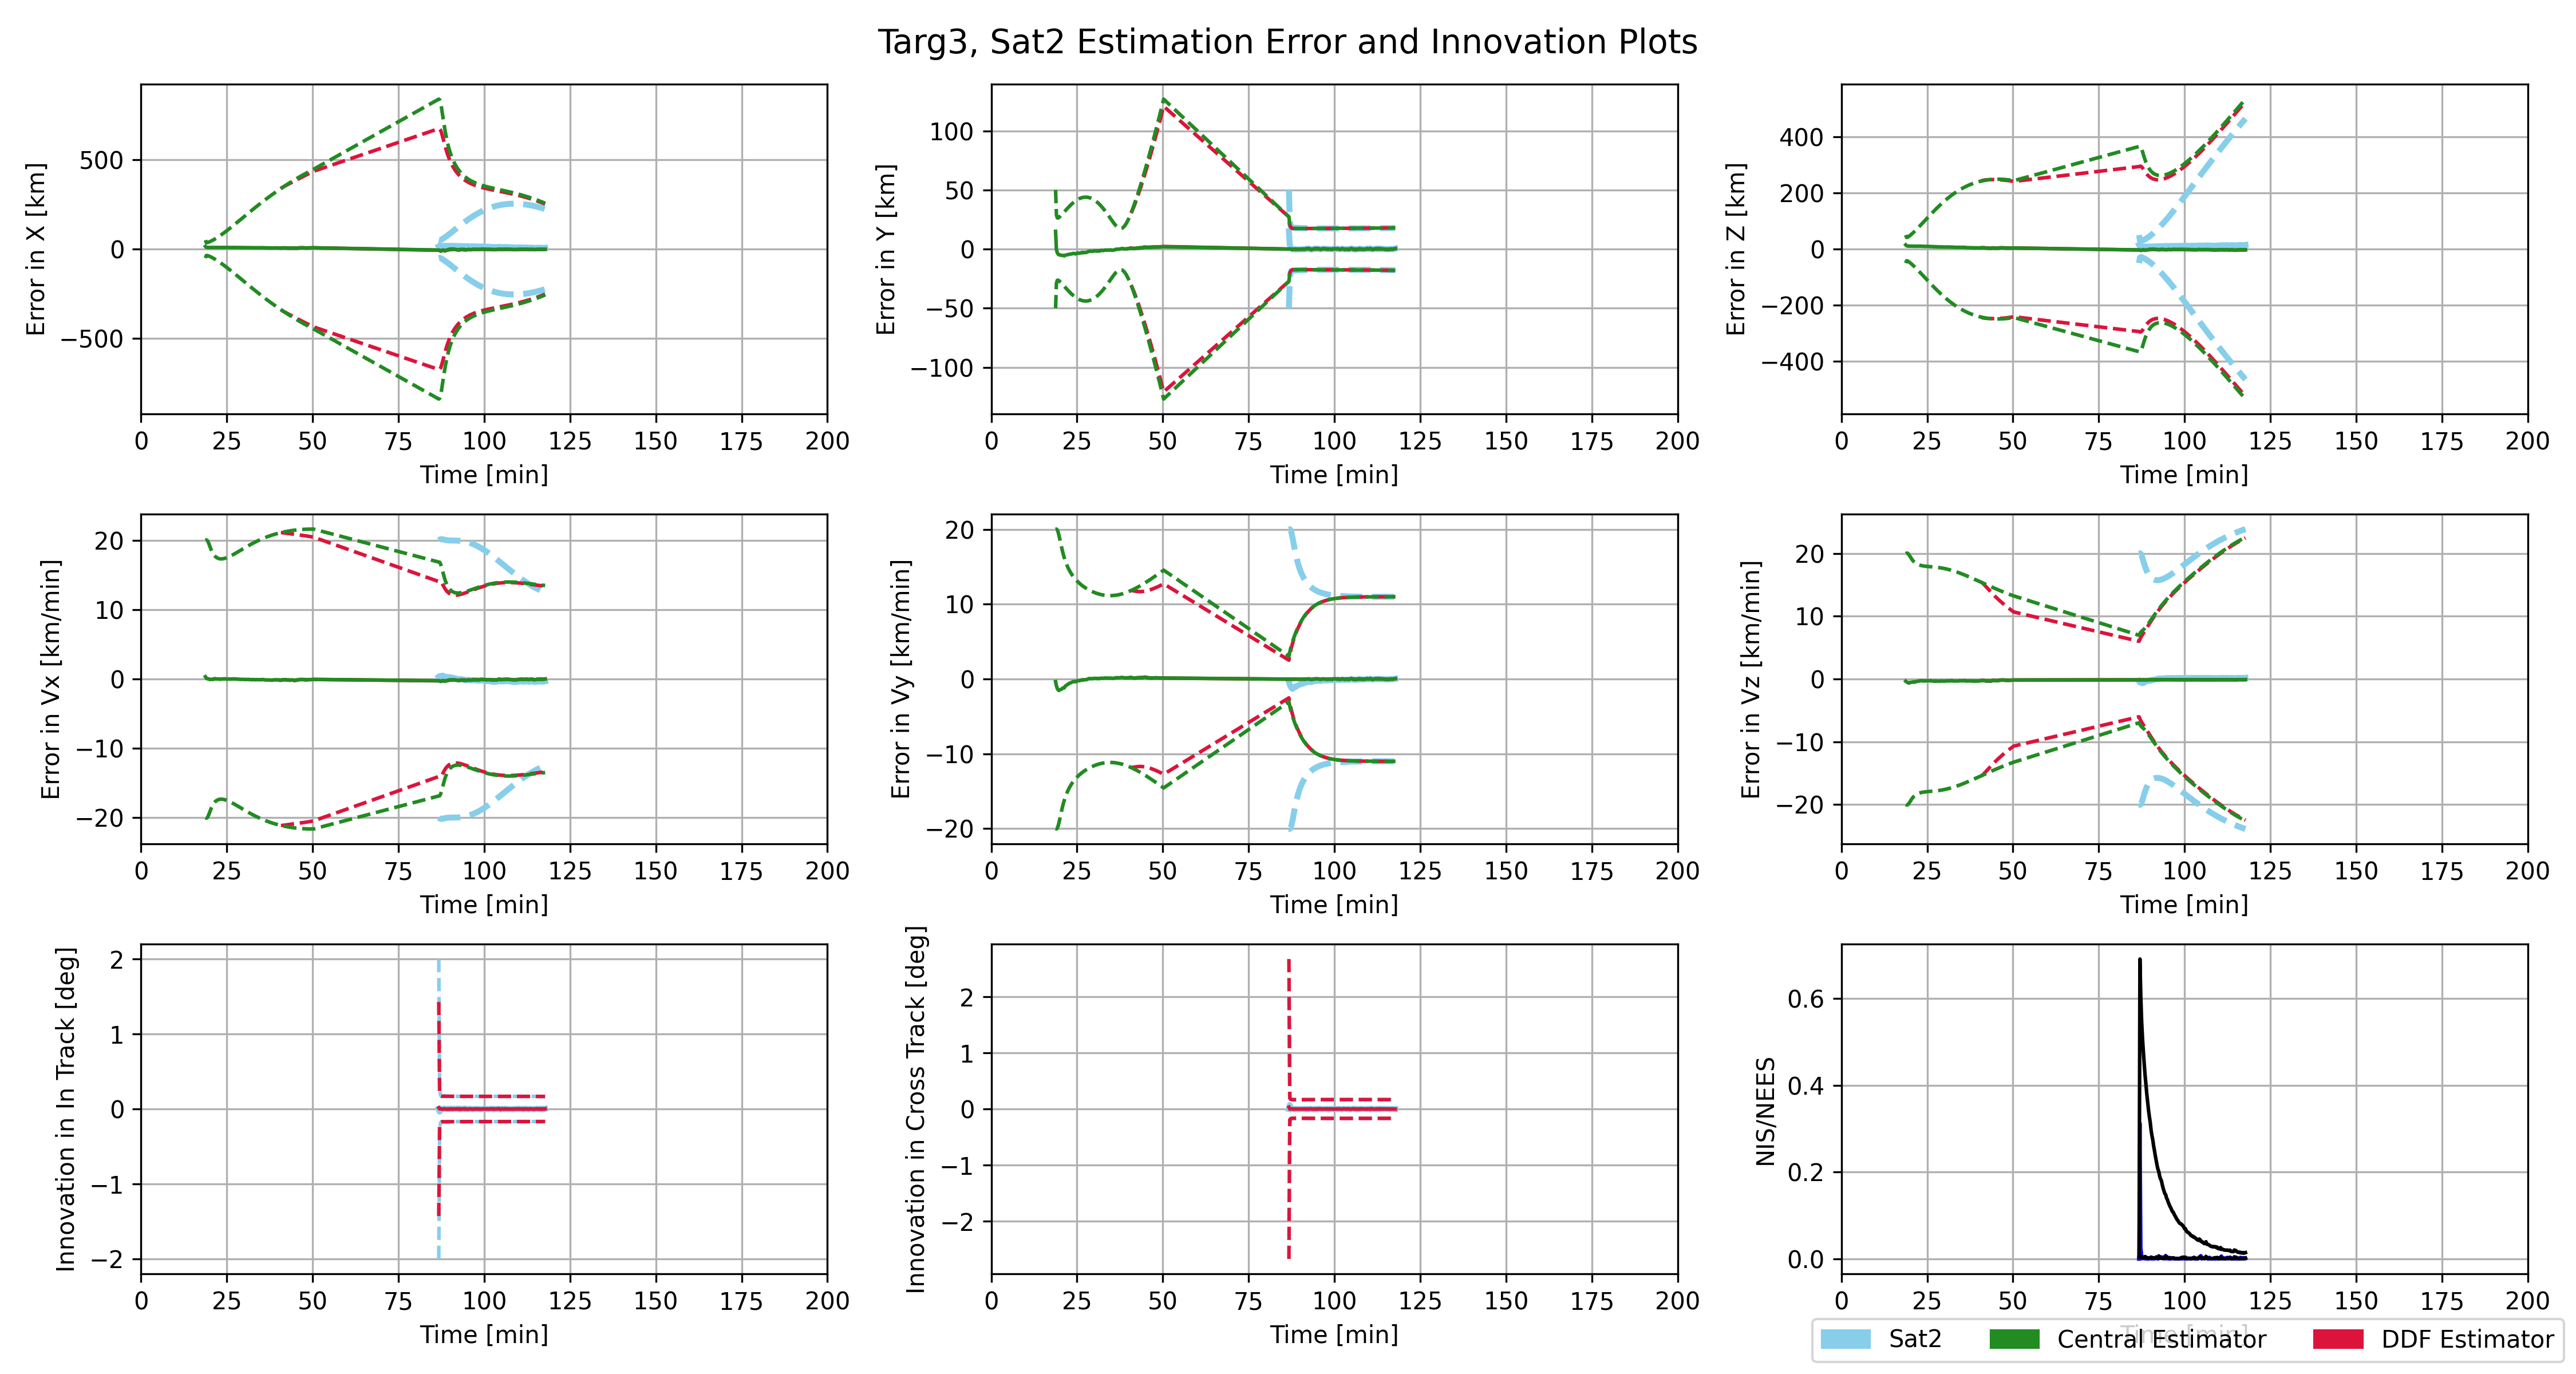 Targ3, Sat2 Estimation Error and Innovation Plots
Error in X [km]
500
0
−500
0 25 50 75 100 125 150 175 200
Time [min]
Error in Y [km]
100
50
0
−50
−100
0 25 50 75 100 125 150 175 200
Time [min]
Error in Z [km]
400
200
0
−200
−400
0 25 50 75 100 125 150 175 200
Time [min]
Error in Vx [km/min]
20
10
0
−10
−20
0 25 50 75 100 125 150 175 200
Time [min]
Error in Vy [km/min]
20
10
0
−10
−20
0 25 50 75 100 125 150 175 200
Time [min]
Error in Vz [km/min]
20
10
0
−10
−20
0 25 50 75 100 125 150 175 200
Time [min]
Innovation in In Track [deg]
2
1
0
−1
−2
0 25 50 75 100 125 150 175 200
Time [min]
Innovation in Cross Track [deg]
2
1
0
−1
−2
0 25 50 75 100 125 150 175 200
Time [min]
NIS/NEES
0.6
0.4
0.2
0.0
0 25 50 75 100 125 150 175 200
Time [min]
Sat2 Central Estimator DDF Estimator